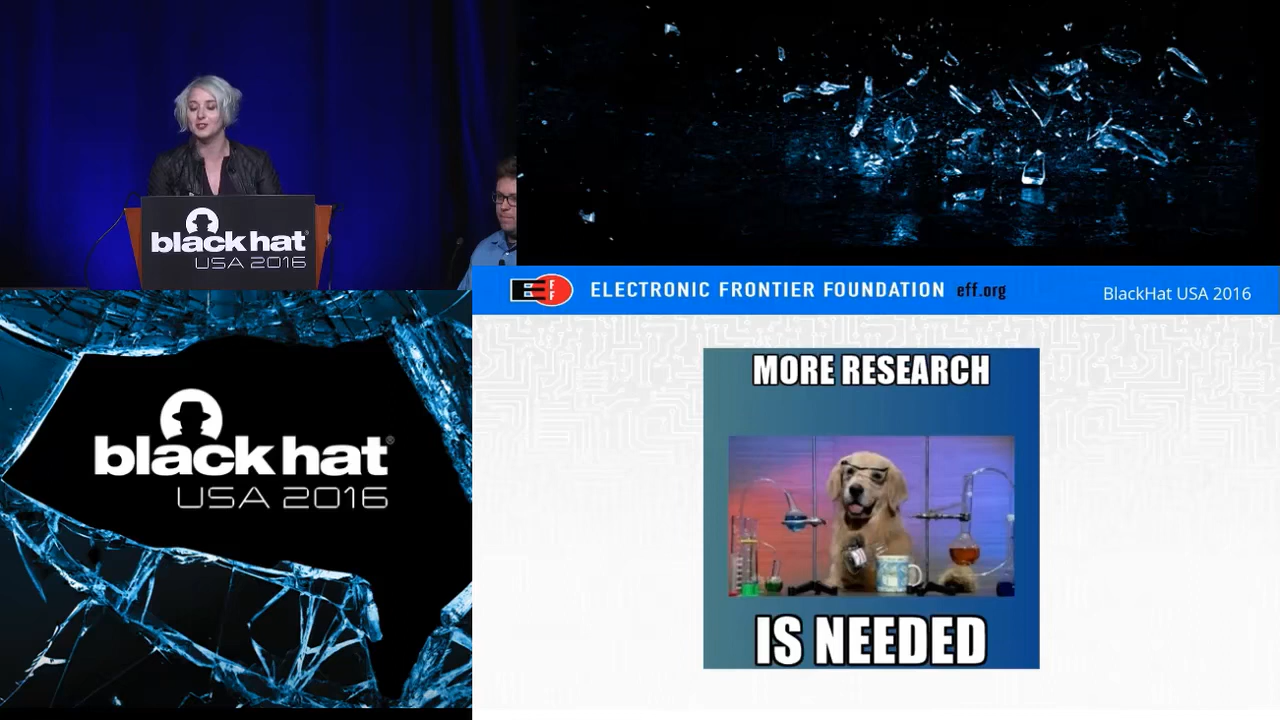 black hat
USA 2016
EFF
ELECTRONIC FRONTIER FOUNDATION eff.org
BlackHat USA 2016
black hat®
USA 2016
MORE RESEARCH
IS NEEDED